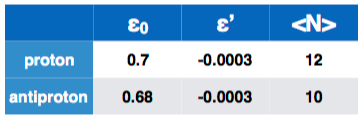 ε0 ε’ <N>
proton 0.7 -0.0003 12
antiproton 0.68 -0.0003 10